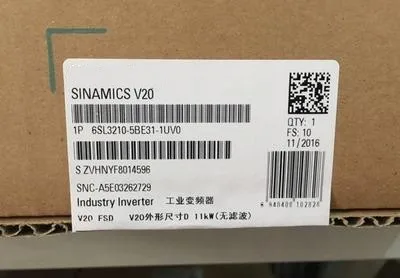 SINAMICS V20
1P 6SL3210-5BE31-1UV0
QTY: 1
FS: 10
11/2016
S ZVHNYF8014596
SNC-A5E03262729
Industry Inverter 工业变频器
V20 FSD V20外形尺寸D 11kW(无滤波)